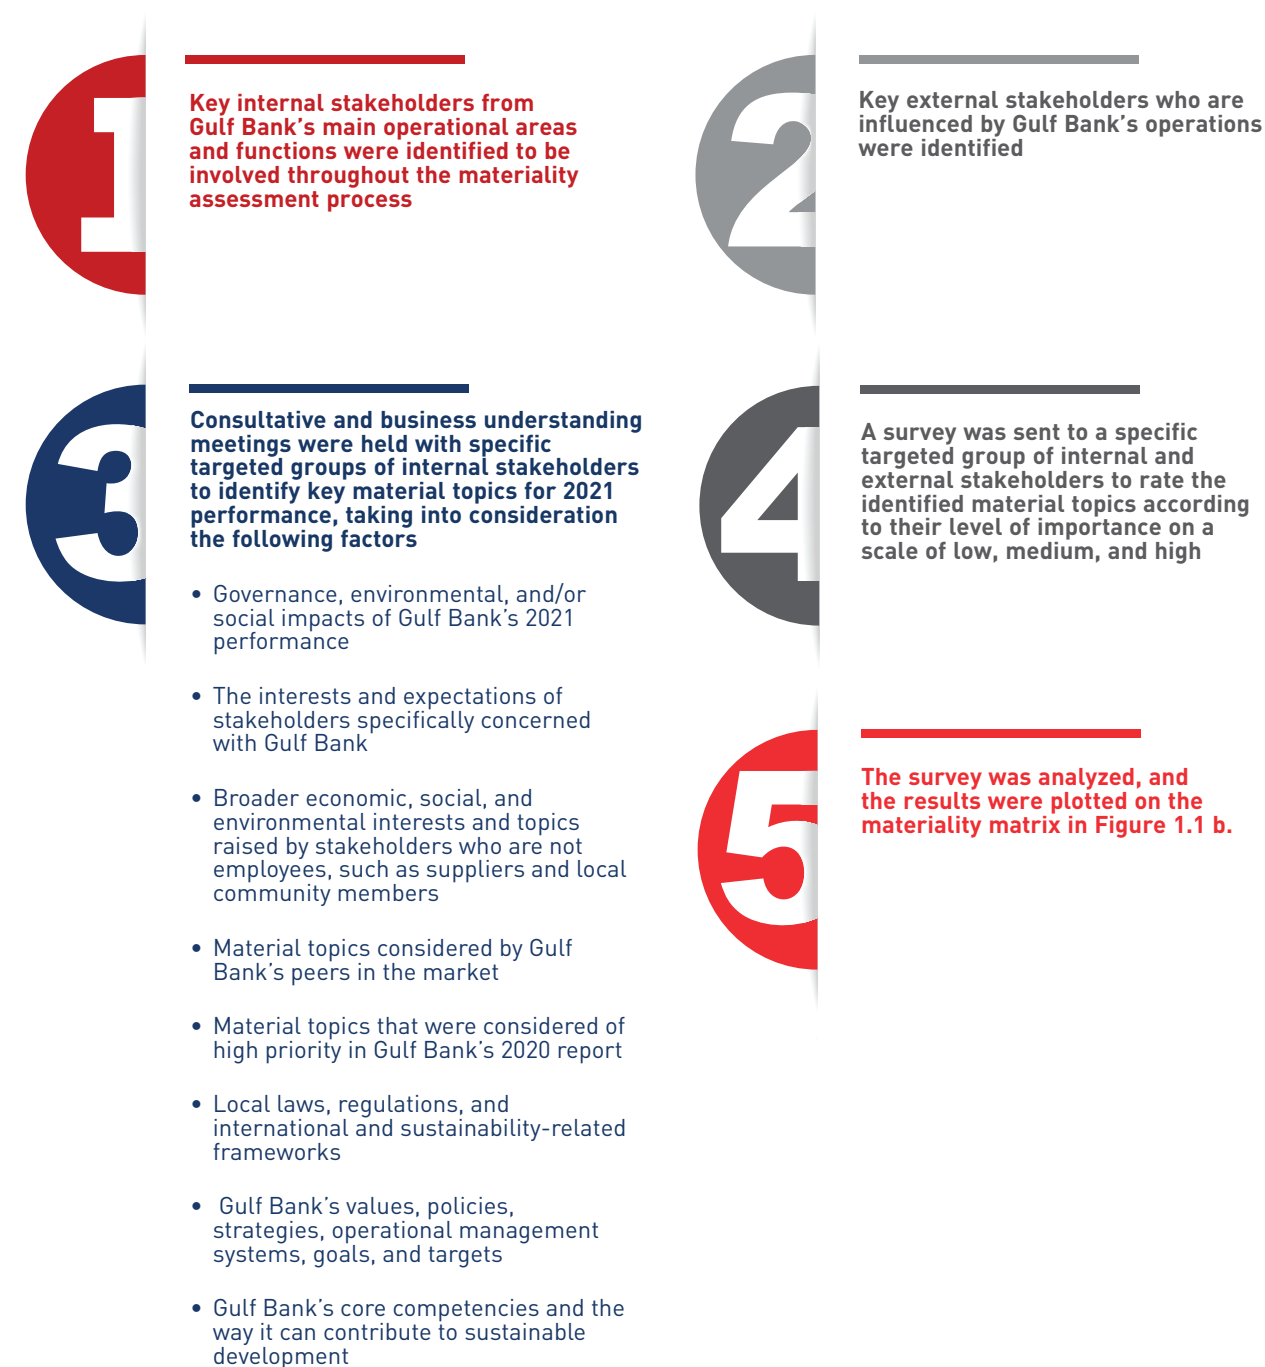 1
Key internal stakeholders from
Gulf Bank’s main operational areas
and functions were identified to be
involved throughout the materiality
assessment process
2
Key external stakeholders who are
influenced by Gulf Bank’s operations
were identified
3
Consultative and business understanding
meetings were held with specific
targeted groups of internal stakeholders
to identify key material topics for 2021
performance, taking into consideration
the following factors
• Governance, environmental, and/or
social impacts of Gulf Bank’s 2021
performance
• The interests and expectations of
stakeholders specifically concerned
with Gulf Bank
• Broader economic, social, and
environmental interests and topics
raised by stakeholders who are not
employees, such as suppliers and local
community members
• Material topics considered by Gulf
Bank’s peers in the market
• Material topics that were considered of
high priority in Gulf Bank’s 2020 report
• Local laws, regulations, and
international and sustainability-related
frameworks
• Gulf Bank’s values, policies,
strategies, operational management
systems, goals, and targets
• Gulf Bank’s core competencies and the
way it can contribute to sustainable
development
4
A survey was sent to a specific
targeted group of internal and
external stakeholders to rate the
identified material topics according
to their level of importance on a
scale of low, medium, and high
5
The survey was analyzed, and
the results were plotted on the
materiality matrix in Figure 1.1 b.